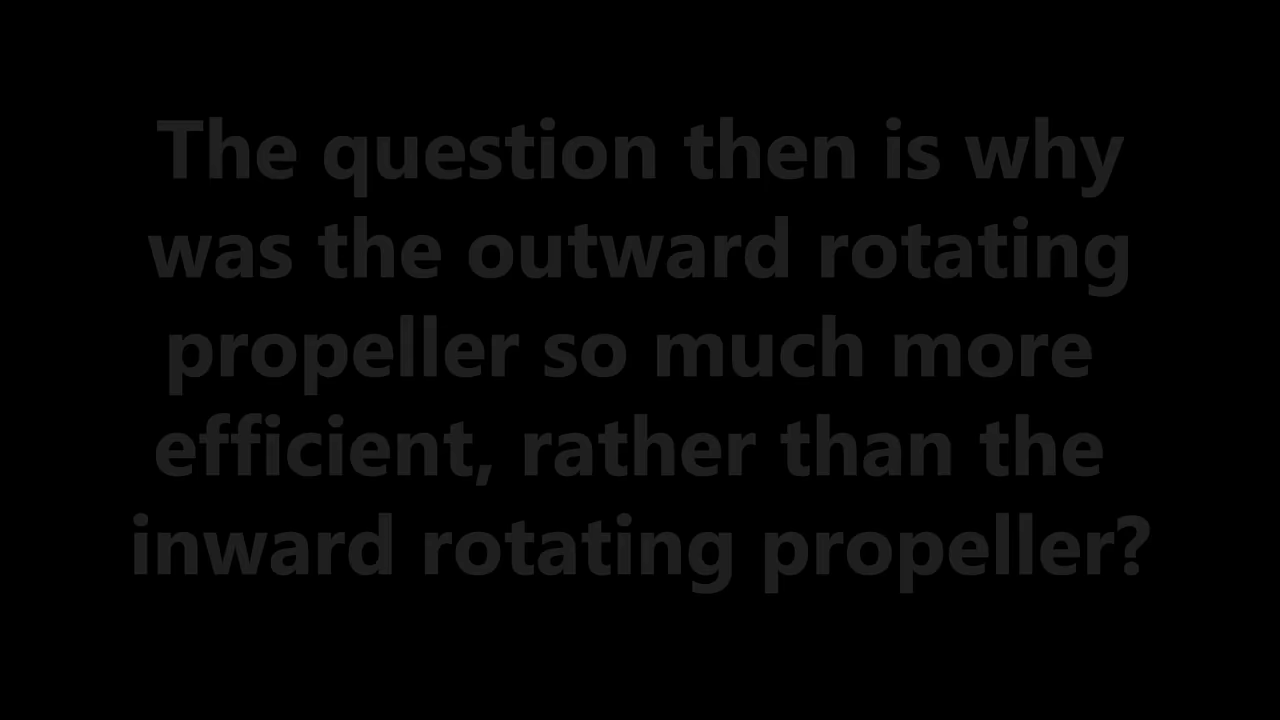 The question then is why
was the outward rotating
propeller so much more
efficient, rather than the
inward rotating propeller?